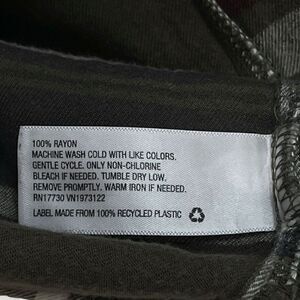 100% RAYON
MACHINE WASH COLD WITH LIKE COLORS.
GENTLE CYCLE. ONLY NON-CHLORINE
BLEACH IF NEEDED. TUMBLE DRY LOW.
REMOVE PROMPTLY. WARM IRON IF NEEDED.
RN17730 VN1973122
LABEL MADE FROM 100% RECYCLED PLASTIC